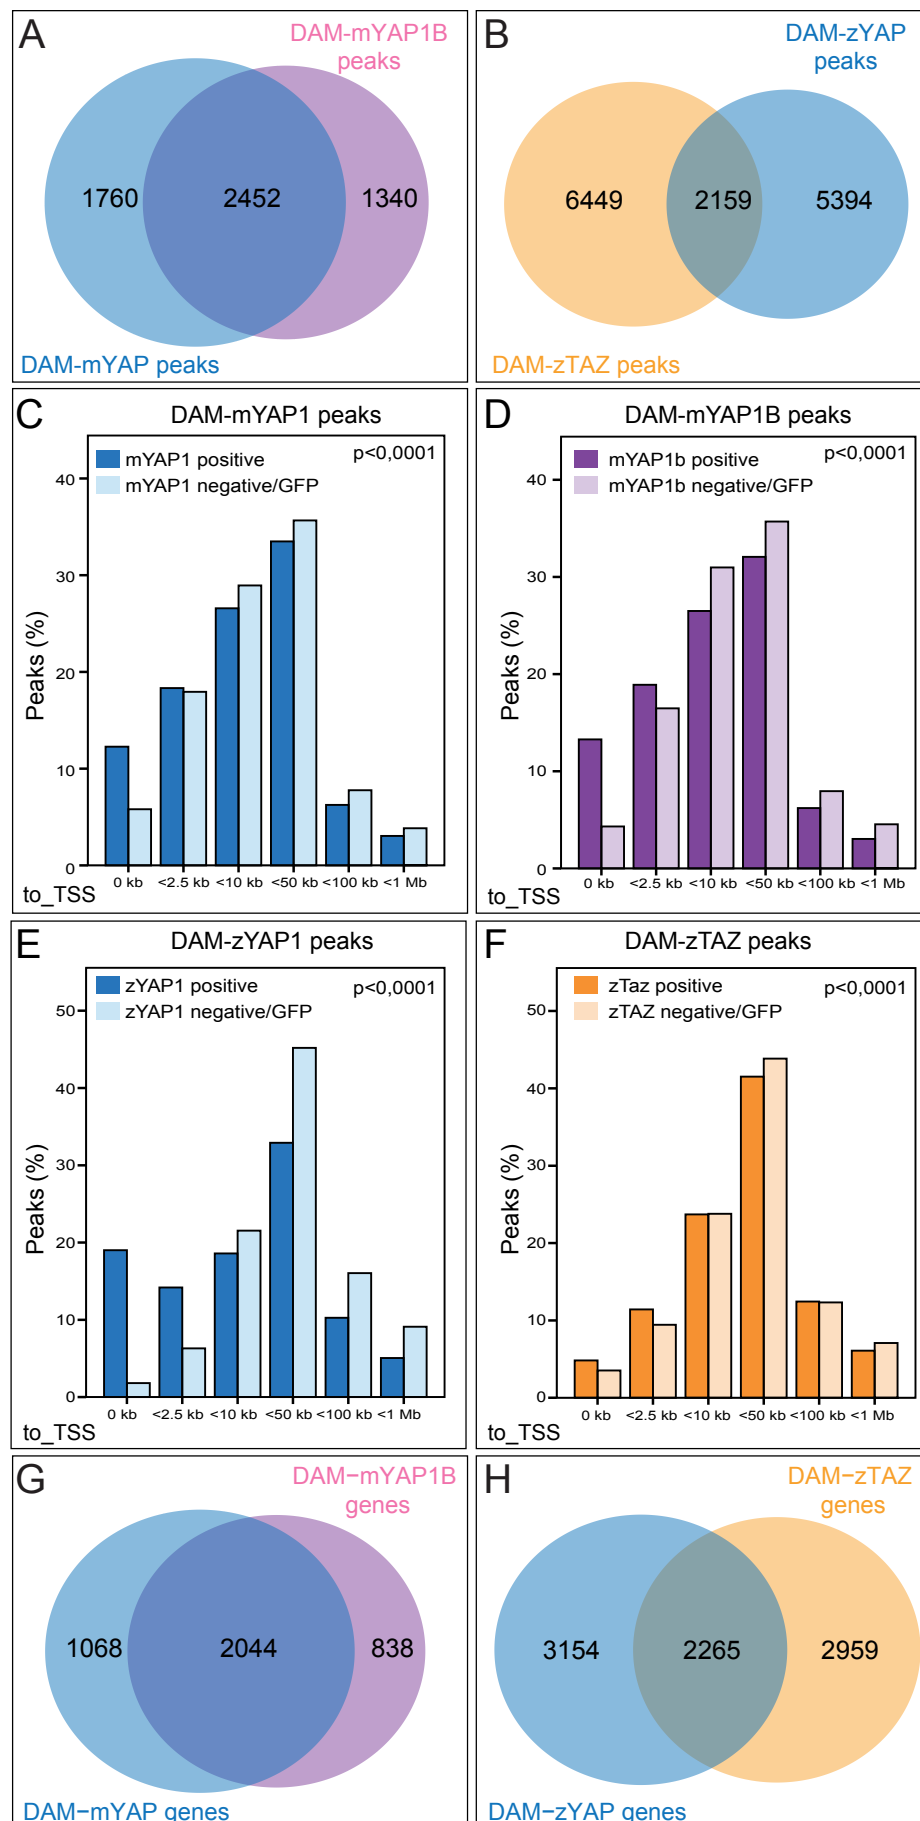 A
DAM-mYAP1B
peaks
1760
2452
1340
DAM-mYAP peaks
B
DAM-zYAP
peaks
6449
2159
5394
DAM-zTAZ peaks
C
DAM-mYAP1 peaks
mYAP1 positive
mYAP1 negative/GFP
p<0,0001
Peaks (%)
40
30
20
10
0
0 kb <2.5 kb <10 kb <50 kb <100 kb <1 Mb
to_TSS
D
DAM-mYAP1B peaks
mYAP1b positive
mYAP1b negative/GFP
p<0,0001
Peaks (%)
40
30
20
10
0
0 kb <2.5 kb <10 kb <50 kb <100 kb <1 Mb
to_TSS
E
DAM-zYAP1 peaks
zYAP1 positive
zYAP1 negative/GFP
p<0,0001
Peaks (%)
50
40
30
20
10
0
0 kb <2.5 kb <10 kb <50 kb <100 kb <1 Mb
to_TSS
F
DAM-zTAZ peaks
zTaz positive
zTAZ negative/GFP
p<0,0001
Peaks (%)
50
40
30
20
10
0
0 kb <2.5 kb <10 kb <50 kb <100 kb <1 Mb
to_TSS
G
DAM−mYAP1B
genes
1068
2044
838
DAM−mYAP genes
H
DAM−zTAZ
genes
3154
2265
2959
DAM−zYAP genes